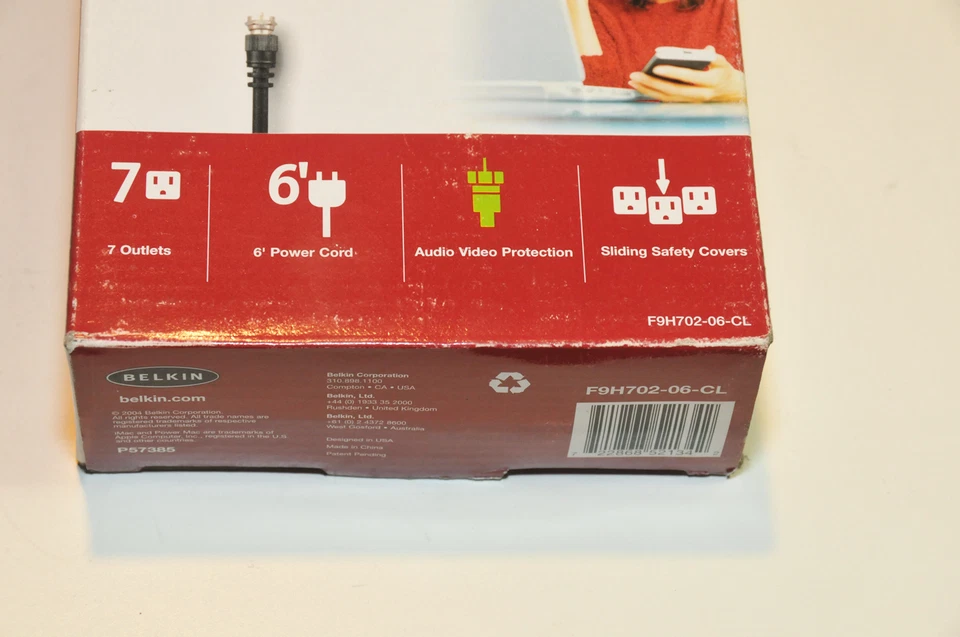 7
6'
7 Outlets
6' Power Cord
Audio Video Protection
Sliding Safety Covers
F9H702-06-CL
BELKIN
belkin.com
© 2004 Belkin Corporation.
All rights reserved. All trade names are
registered trademarks of respective
manufacturers listed.
iMac and Power Mac are trademarks of
Apple Computer, Inc., registered in the U.S.
and other countries.
P57385
Belkin Corporation
310.898.1100
Compton • CA • USA
Belkin, Ltd.
+44 (0) 1933 35 2000
Rushden • United Kingdom
Belkin, Ltd.
+61 (0) 2 4372 8600
West Gosford • Australia
Designed in USA
Made in China
Patent Pending
F9H702-06-CL
7 22868 52134 2